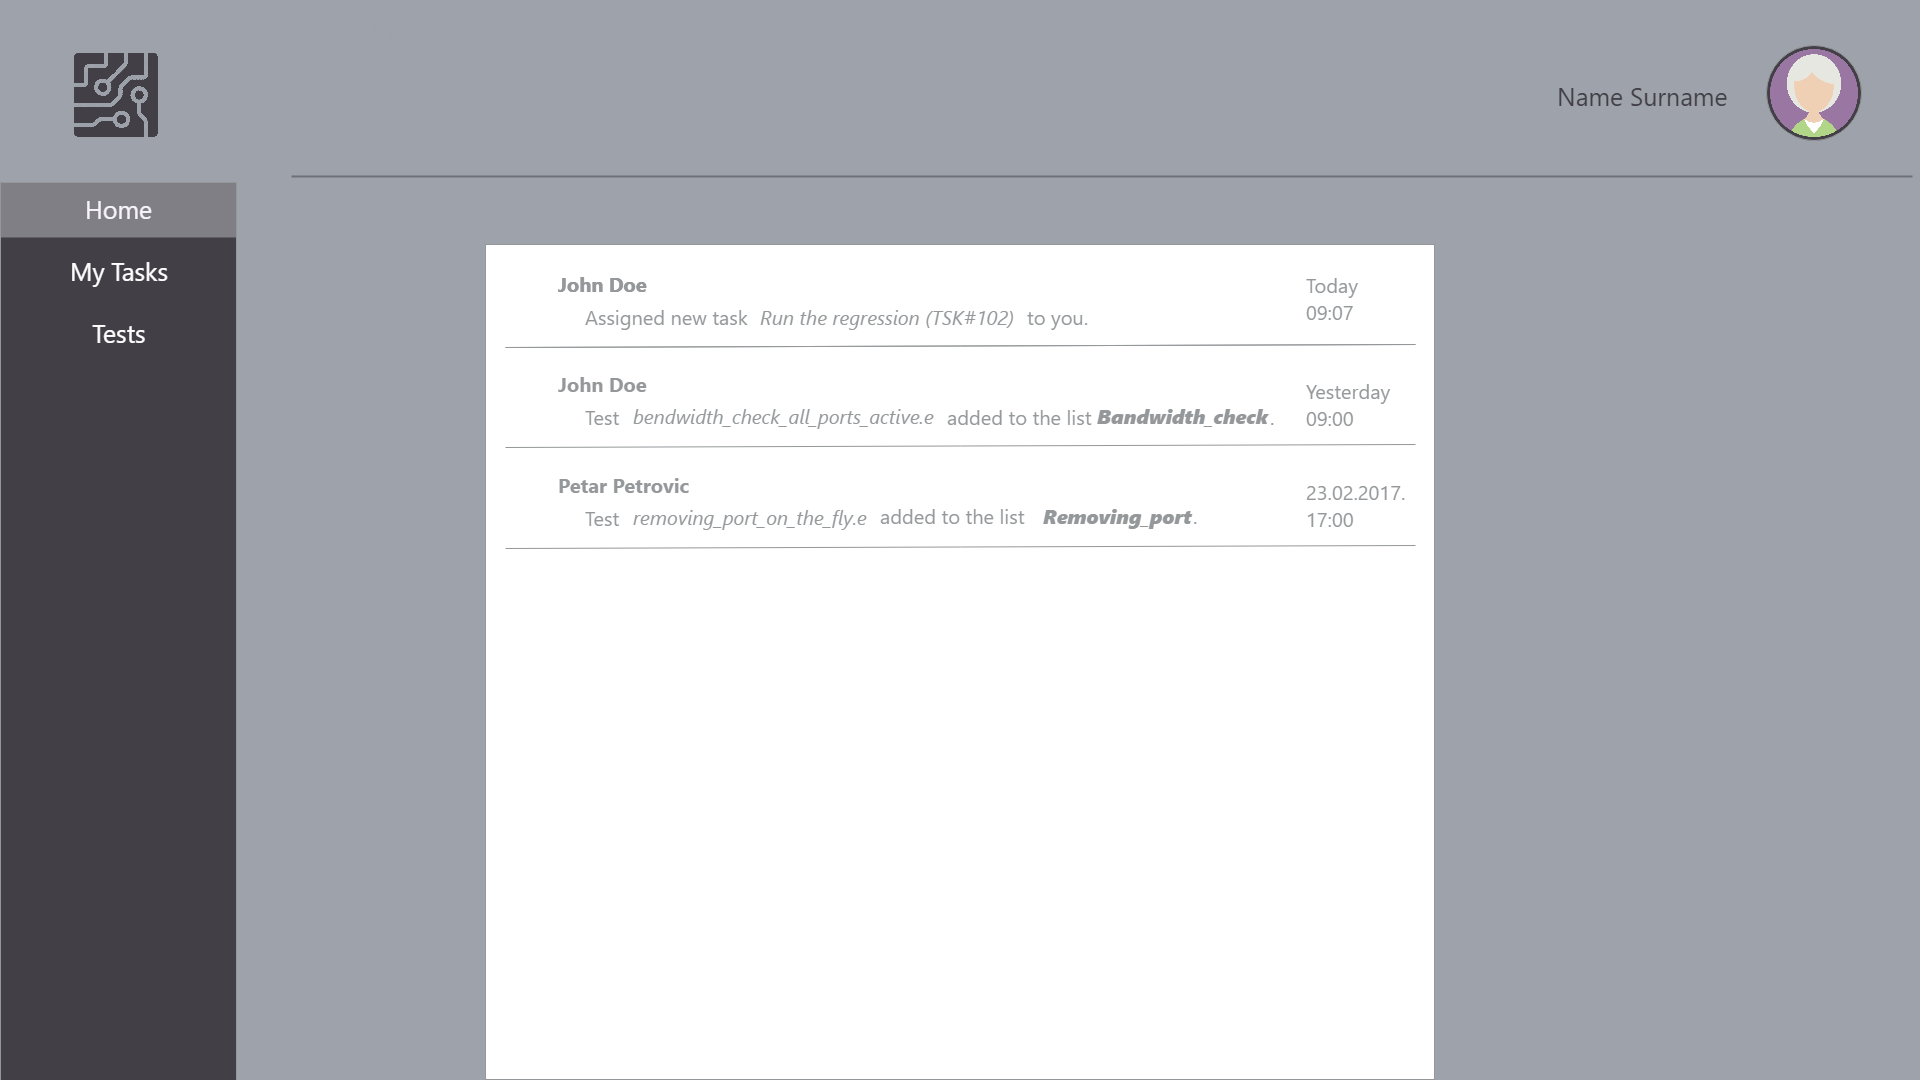 Name Surname
Home
My Tasks
Tests
John Doe
Today
Assigned new task Run the regression (TSK#102) to you.
09:07
John Doe
Yesterday
Test bendwidth_check_all_ports_active.e added to the list Bandwidth_check.
09:00
Petar Petrovic
23.02.2017.
Test removing_port_on_the_fly.e added to the list Removing_port.
17:00